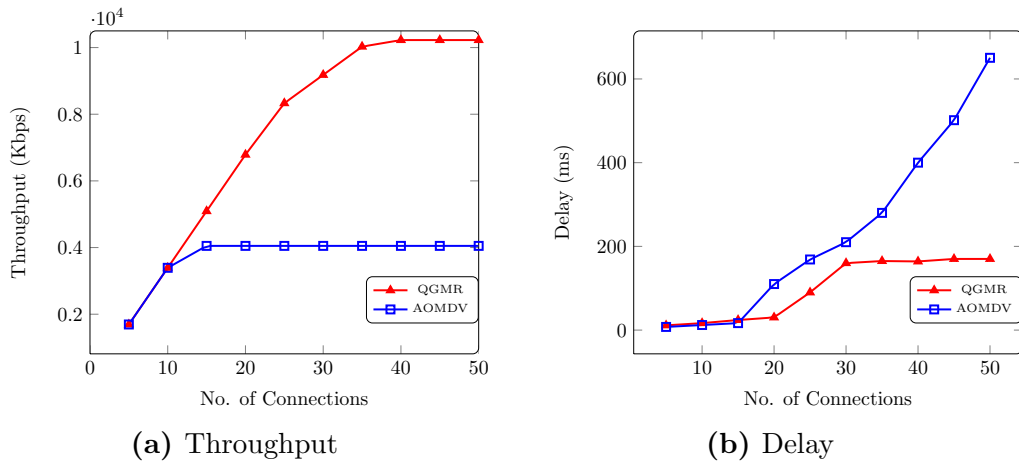 ·10⁴
1
0.8
0.6
0.4
0.2
0 10 20 30 40 50
Throughput (Kbps)
No. of Connections
QGMR
AOMDV
(a) Throughput
600
400
200
0
10 20 30 40 50
Delay (ms)
No. of Connections
QGMR
AOMDV
(b) Delay